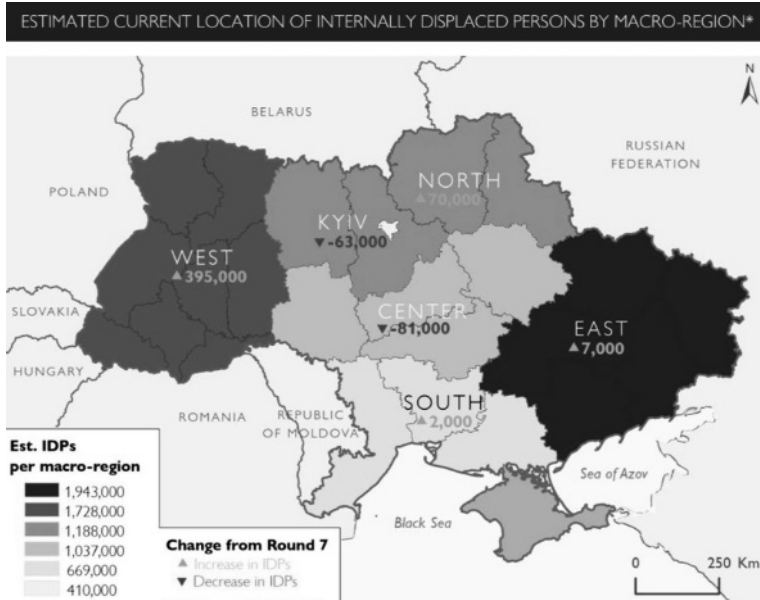 ESTIMATED CURRENT LOCATION OF INTERNALLY DISPLACED PERSONS BY MACRO-REGION*
N
BELARUS
RUSSIAN
FEDERATION
POLAND
NORTH
▲70,000
KYIV
▼-63,000
WEST
▲395,000
SLOVAKIA
CENTER
▼-81,000
EAST
▲7,000
HUNGARY
ROMANIA
REPUBLIC
OF MOLDOVA
SOUTH
▲2,000
Sea of Azov
Black Sea
Est. IDPs
per macro-region
1,943,000
1,728,000
1,188,000
1,037,000
669,000
410,000
Change from Round 7
▲ Increase in IDPs
▼ Decrease in IDPs
0 250 Km